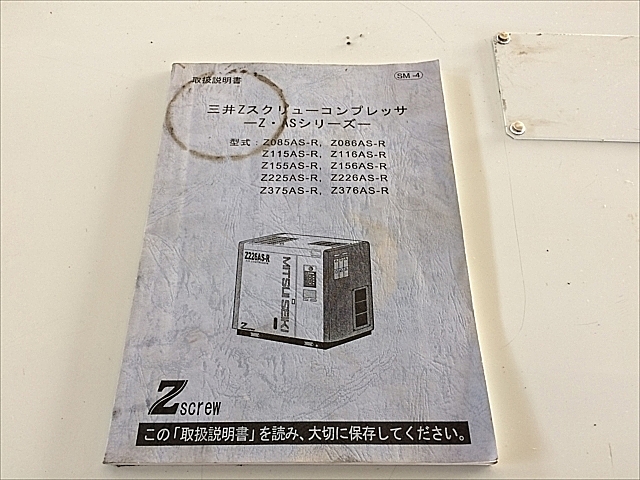 取扱説明書
SM-4
三井Zスクリューコンプレッサ
―Z・ASシリーズ―
型式：Z085AS-R, Z086AS-R
Z115AS-R, Z116AS-R
Z155AS-R, Z156AS-R
Z225AS-R, Z226AS-R
Z375AS-R, Z376AS-R
Z226AS-R
MITSUISEIKI
Z screw
この「取扱説明書」を読み、大切に保存してください。